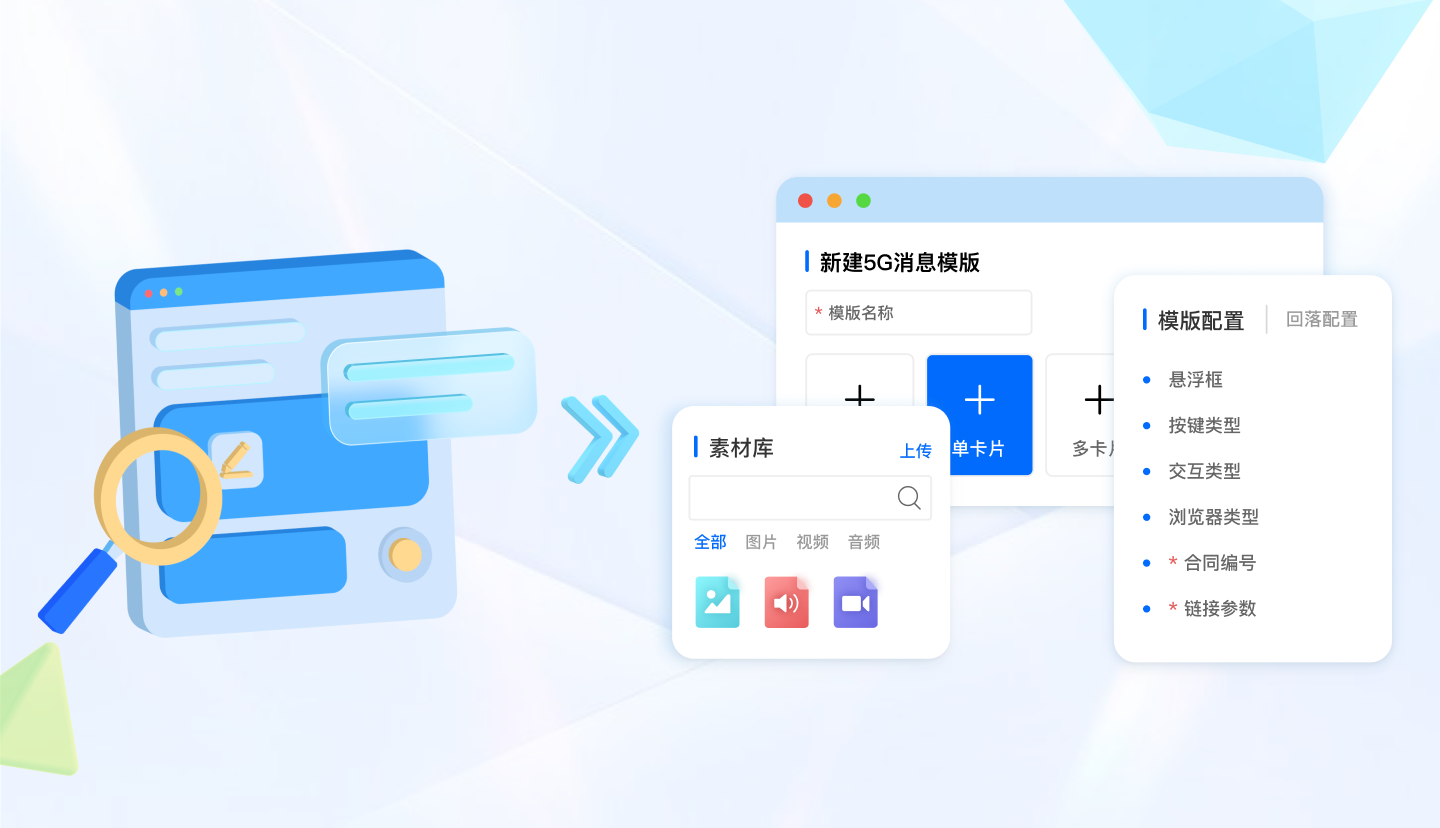 新建5G消息模版
* 模版名称
单卡片
多卡片
素材库
上传
全部 图片 视频 音频
模版配置
回落配置
悬浮框
按键类型
交互类型
浏览器类型
* 合同编号
* 链接参数